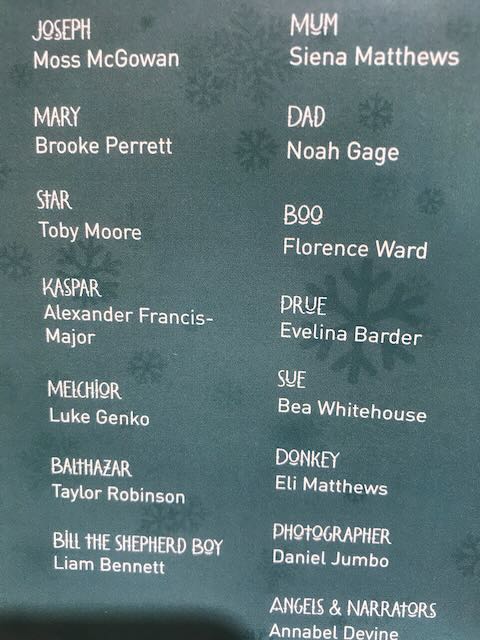 JOSEPH
Moss McGowan
MARY
Brooke Perrett
STAR
Toby Moore
KASPAR
Alexander Francis-
Major
MELCHIOR
Luke Genko
BALTHAZAR
Taylor Robinson
BILL THE SHEPHERD BOY
Liam Bennett
MUM
Siena Matthews
DAD
Noah Gage
BOO
Florence Ward
PRUE
Evelina Barder
SUE
Bea Whitehouse
DONKEY
Eli Matthews
PHOTOGRAPHER
Daniel Jumbo
ANGELS & NARRATORS
Annabel Devine